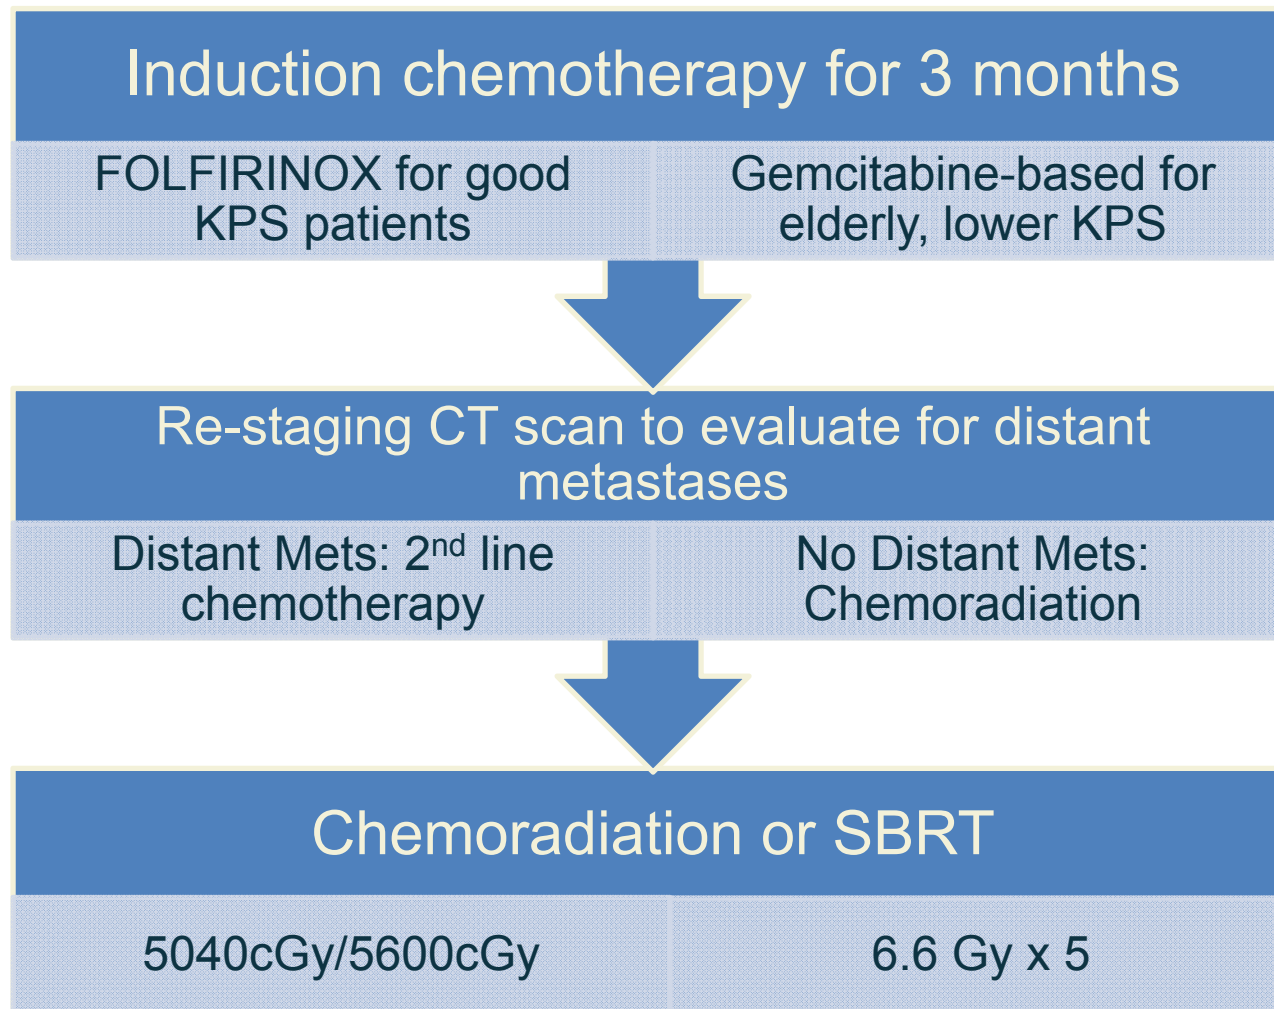 Induction chemotherapy for 3 months
FOLFIRINOX for good
KPS patients
Gemcitabine-based for
elderly, lower KPS
Re-staging CT scan to evaluate for distant
metastases
Distant Mets: 2nd line
chemotherapy
No Distant Mets:
Chemoradiation
Chemoradiation or SBRT
5040cGy/5600cGy
6.6 Gy x 5